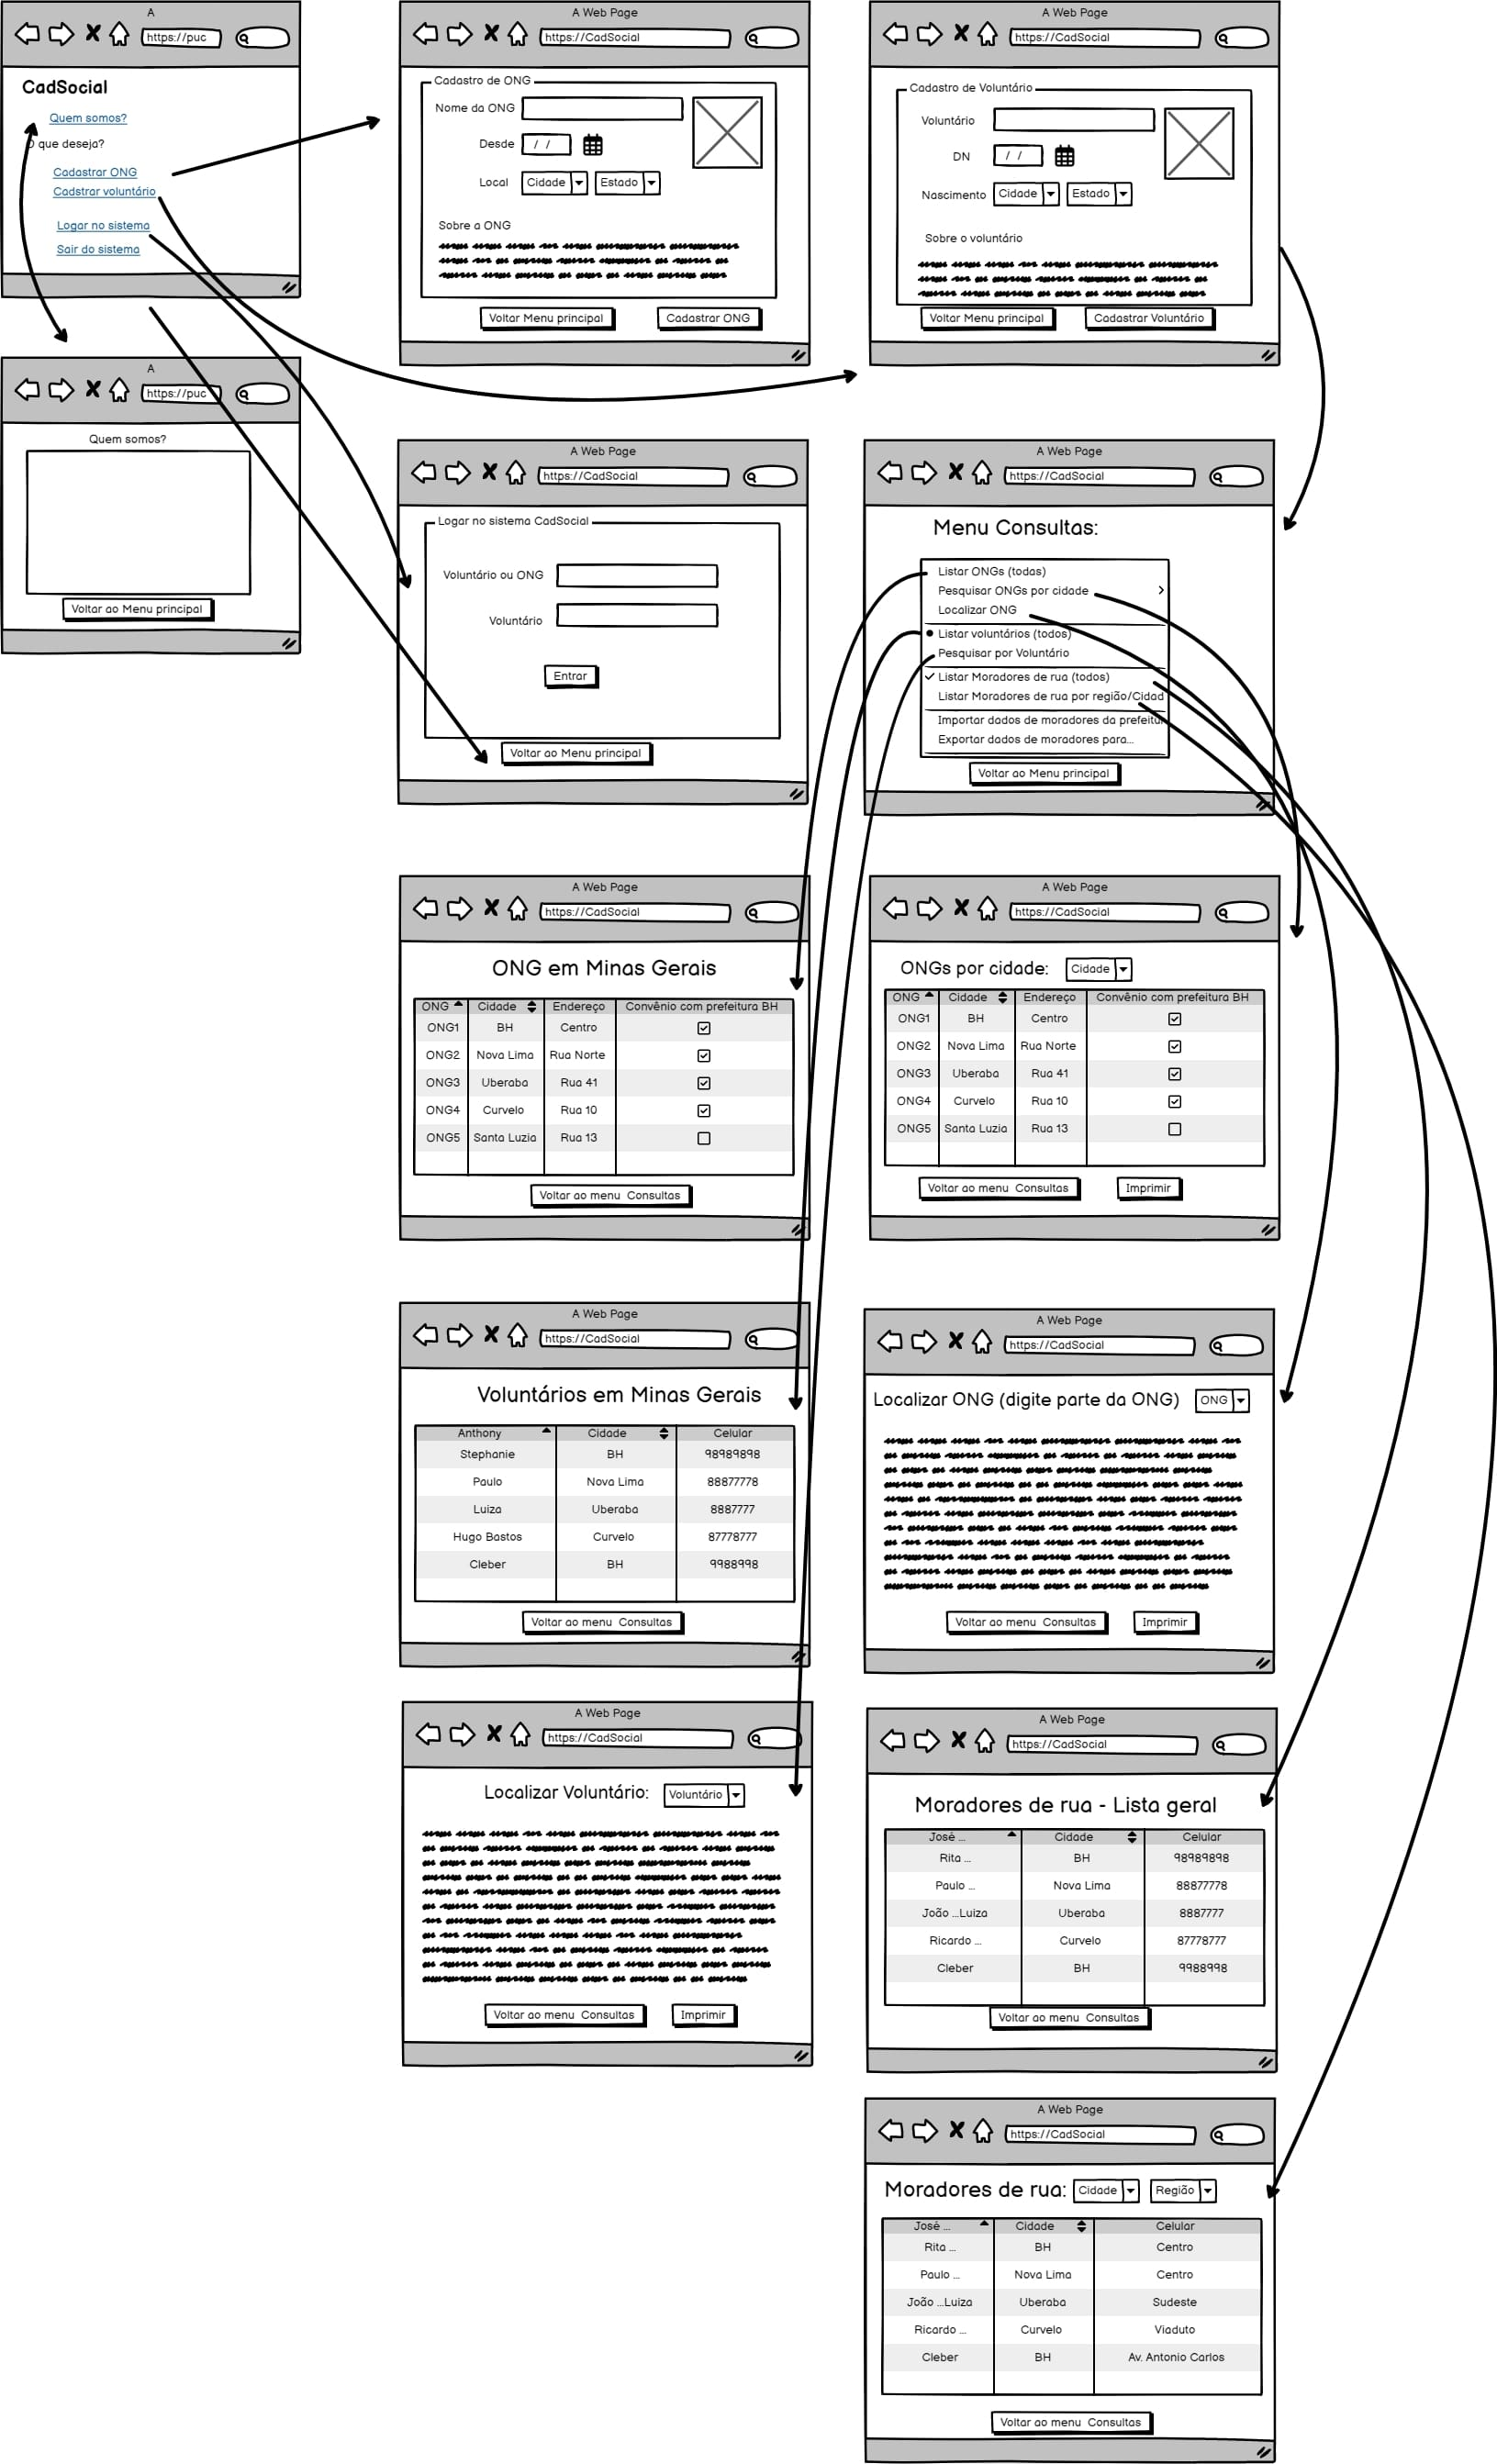 A
https://puc
CadSocial
Quem somos?
O que deseja?
Cadastrar ONG
Cadstrar voluntário
Logar no sistema
Sair do sistema
A Web Page
https://CadSocial
Cadastro de ONG
Nome da ONG
Desde / /
Local Cidade Estado
Sobre a ONG
Voltar Menu principal Cadastrar ONG
A Web Page
https://CadSocial
Cadastro de Voluntário
Voluntário
DN / /
Nascimento Cidade Estado
Sobre o voluntário
Voltar Menu principal Cadastrar Voluntário
A
https://puc
Quem somos?
Voltar ao Menu principal
A Web Page
https://CadSocial
Logar no sistema CadSocial
Voluntário ou ONG
Voluntário
Entrar
Voltar ao Menu principal
A Web Page
https://CadSocial
Menu Consultas:
Listar ONGs (todas)
Pesquisar ONGs por cidade
Localizar ONG
Listar voluntários (todos)
Pesquisar por Voluntário
Listar Moradores de rua (todos)
Listar Moradores de rua por região/Cidad
Importar dados de moradores da prefeitur
Exportar dados de moradores para...
Voltar ao Menu principal
A Web Page
https://CadSocial
ONG em Minas Gerais
ONG Cidade Endereço Convênio com prefeitura BH
ONG1 BH Centro
ONG2 Nova Lima Rua Norte
ONG3 Uberaba Rua 41
ONG4 Curvelo Rua 10
ONG5 Santa Luzia Rua 13
Voltar ao menu Consultas
A Web Page
https://CadSocial
ONGs por cidade: Cidade
ONG Cidade Endereço Convênio com prefeitura BH
ONG1 BH Centro
ONG2 Nova Lima Rua Norte
ONG3 Uberaba Rua 41
ONG4 Curvelo Rua 10
ONG5 Santa Luzia Rua 13
Voltar ao menu Consultas Imprimir
A Web Page
https://CadSocial
Voluntários em Minas Gerais
Anthony Cidade Celular
Stephanie BH 98989898
Paulo Nova Lima 88877778
Luiza Uberaba 8887777
Hugo Bastos Curvelo 87778777
Cleber BH 9988998
Voltar ao menu Consultas
A Web Page
https://CadSocial
Localizar ONG (digite parte da ONG) ONG
Voltar ao menu Consultas Imprimir
A Web Page
https://CadSocial
Localizar Voluntário: Voluntário
Voltar ao menu Consultas Imprimir
A Web Page
https://CadSocial
Moradores de rua - Lista geral
José ... Cidade Celular
Rita ... BH 98989898
Paulo ... Nova Lima 88877778
João ...Luiza Uberaba 8887777
Ricardo ... Curvelo 87778777
Cleber BH 9988998
Voltar ao menu Consultas
A Web Page
https://CadSocial
Moradores de rua: Cidade Região
José ... Cidade Celular
Rita ... BH Centro
Paulo ... Nova Lima Centro
João ...Luiza Uberaba Sudeste
Ricardo ... Curvelo Viaduto
Cleber BH Av. Antonio Carlos
Voltar ao menu Consultas